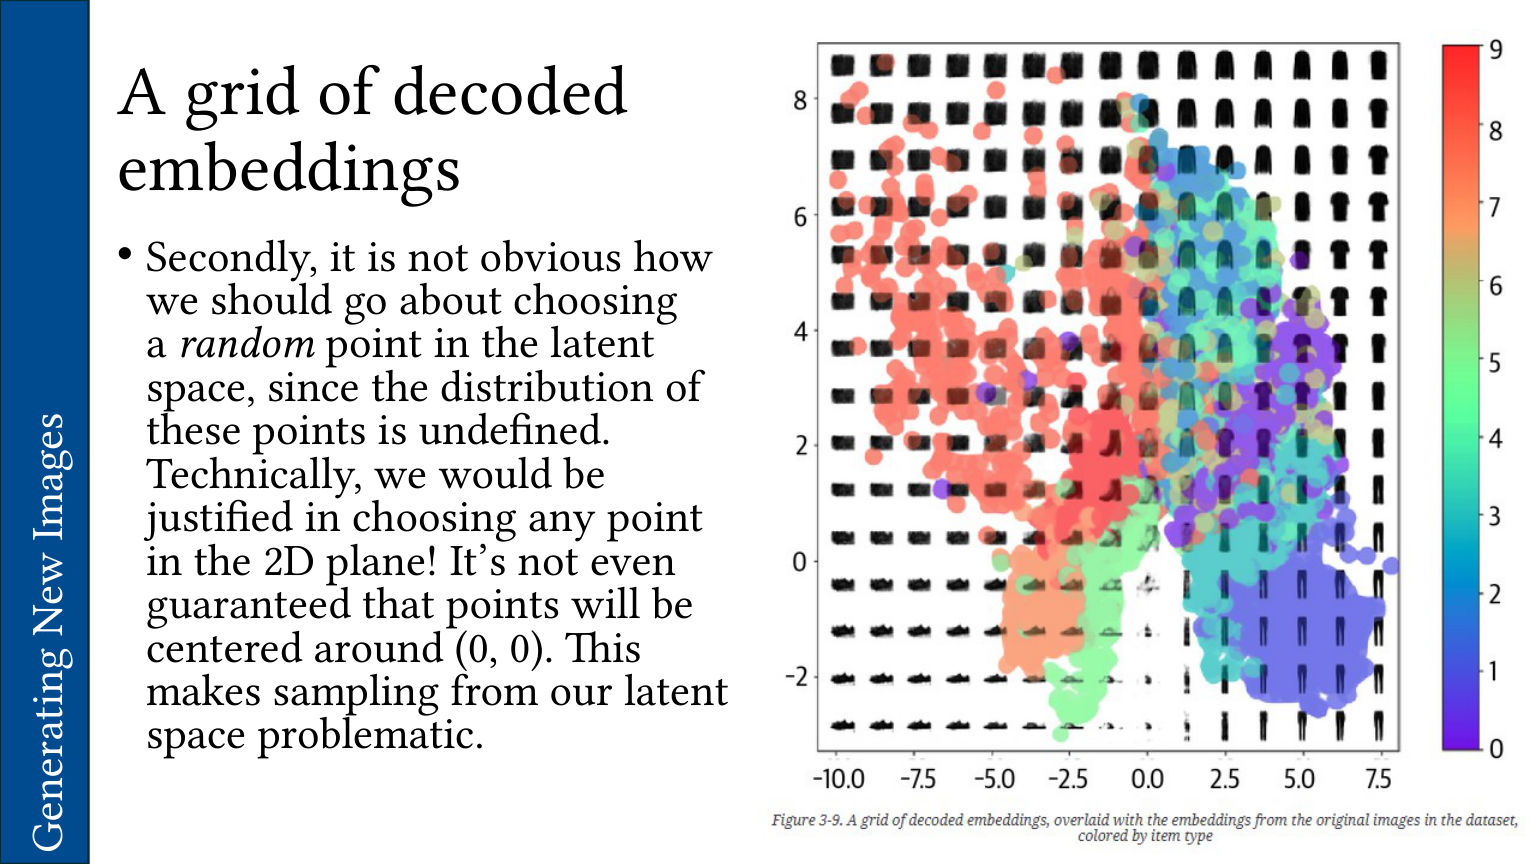 Generating New Images
A grid of decoded
embeddings
• Secondly, it is not obvious how
we should go about choosing
a random point in the latent
space, since the distribution of
these points is undefined.
Technically, we would be
justified in choosing any point
in the 2D plane! It’s not even
guaranteed that points will be
centered around (0, 0). This
makes sampling from our latent
space problematic.
8
6
4
2
0
−2
−10.0 −7.5 −5.0 −2.5 0.0 2.5 5.0 7.5
9
8
7
6
5
4
3
2
1
0
Figure 3-9. A grid of decoded embeddings, overlaid with the embeddings from the original images in the dataset,
colored by item type